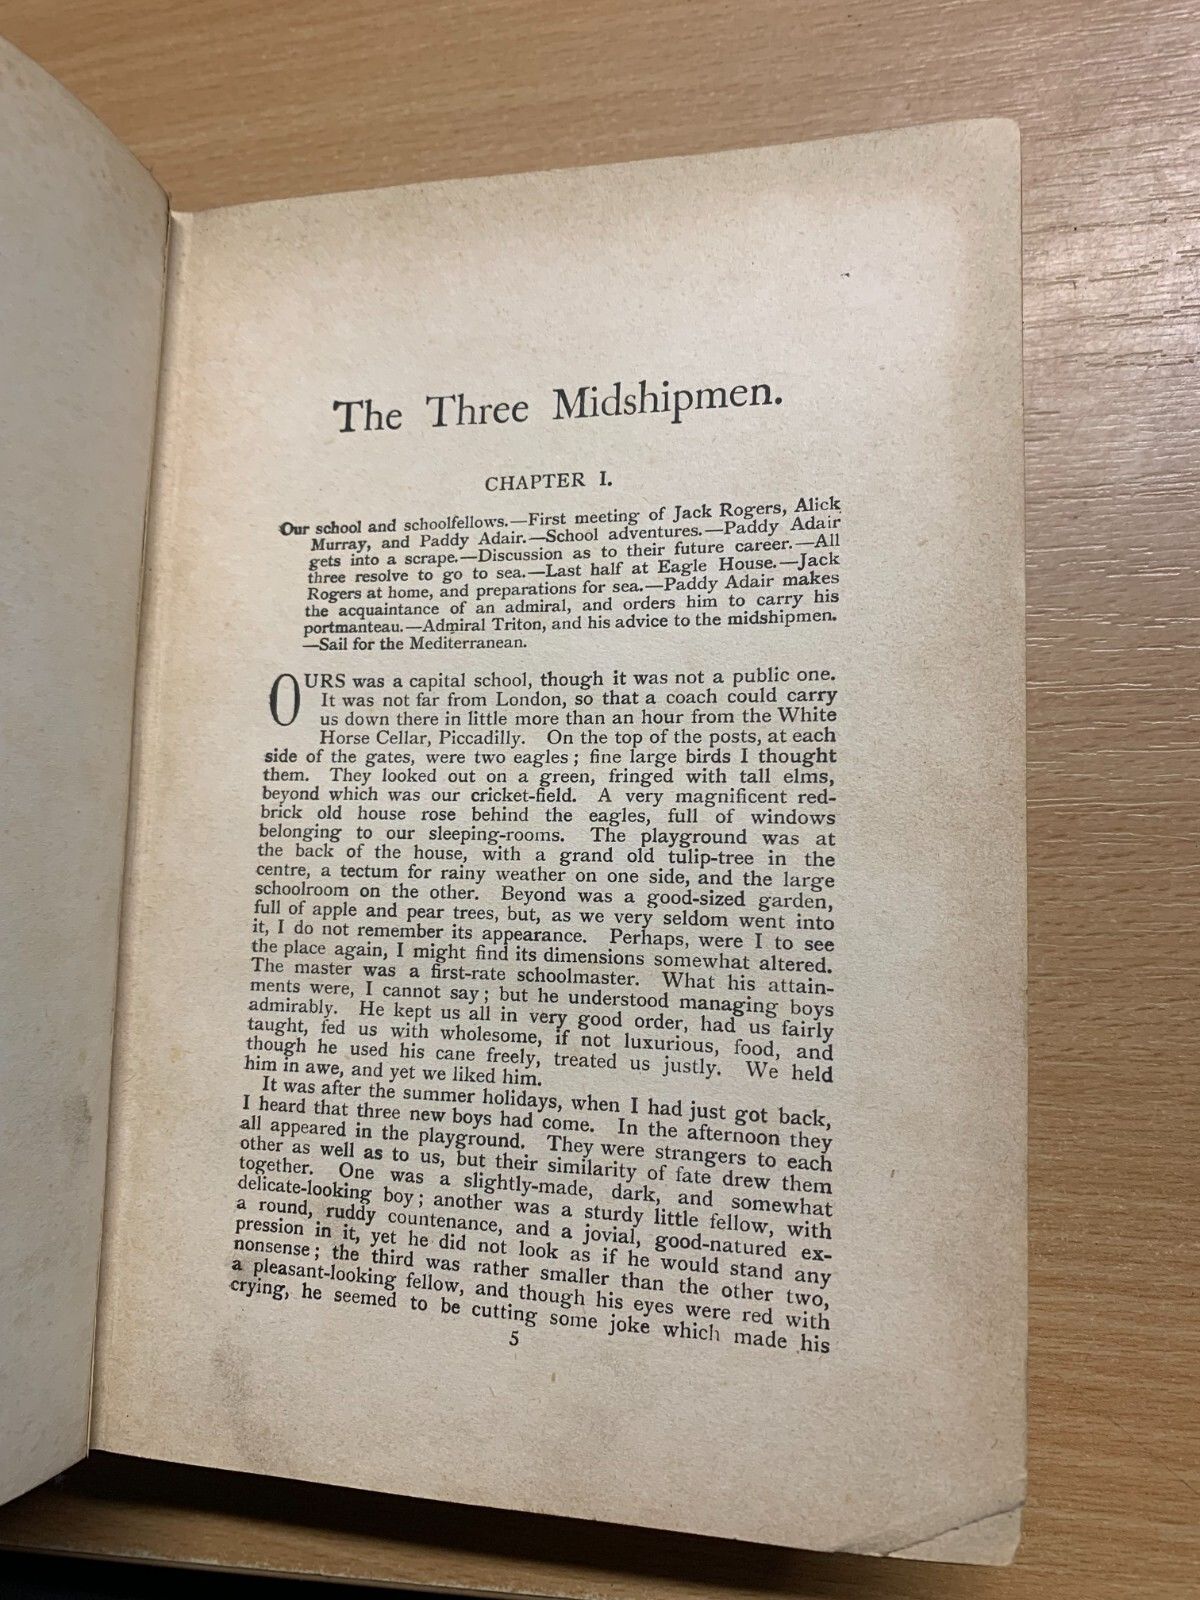 The Three Midshipmen.
CHAPTER I.
Our school and schoolfellows.—First meeting of Jack Rogers, Alick
Murray, and Paddy Adair.—School adventures.—Paddy Adair
gets into a scrape.—Discussion as to their future career.—All
three resolve to go to sea.—Last half at Eagle House.—Jack
Rogers at home, and preparations for sea.—Paddy Adair makes
the acquaintance of an admiral, and orders him to carry his
portmanteau.—Admiral Triton, and his advice to the midshipmen.
—Sail for the Mediterranean.
OURS was a capital school, though it was not a public one.
It was not far from London, so that a coach could carry
us down there in little more than an hour from the White
Horse Cellar, Piccadilly. On the top of the posts, at each
side of the gates, were two eagles; fine large birds I thought
them. They looked out on a green, fringed with tall elms,
beyond which was our cricket-field. A very magnificent red-
brick old house rose behind the eagles, full of windows
belonging to our sleeping-rooms. The playground was at
the back of the house, with a grand old tulip-tree in the
centre, a tectum for rainy weather on one side, and the large
schoolroom on the other. Beyond was a good-sized garden,
full of apple and pear trees, but, as we very seldom went into
it, I do not remember its appearance. Perhaps, were I to see
the place again, I might find its dimensions somewhat altered.
The master was a first-rate schoolmaster. What his attain-
ments were, I cannot say; but he understood managing boys
admirably. He kept us all in very good order, had us fairly
taught, fed us with wholesome, if not luxurious, food, and
though he used his cane freely, treated us justly. We held
him in awe, and yet we liked him.
It was after the summer holidays, when I had just got back,
I heard that three new boys had come. In the afternoon they
all appeared in the playground. They were strangers to each
other as well as to us, but their similarity of fate drew them
together. One was a slightly-made, dark, and somewhat
delicate-looking boy; another was a sturdy little fellow, with
a round, ruddy countenance, and a jovial, good-natured ex-
pression in it, yet he did not look as if he would stand any
nonsense; the third was rather smaller than the other two,
a pleasant-looking fellow, and though his eyes were red with
crying, he seemed to be cutting some joke which made his
5